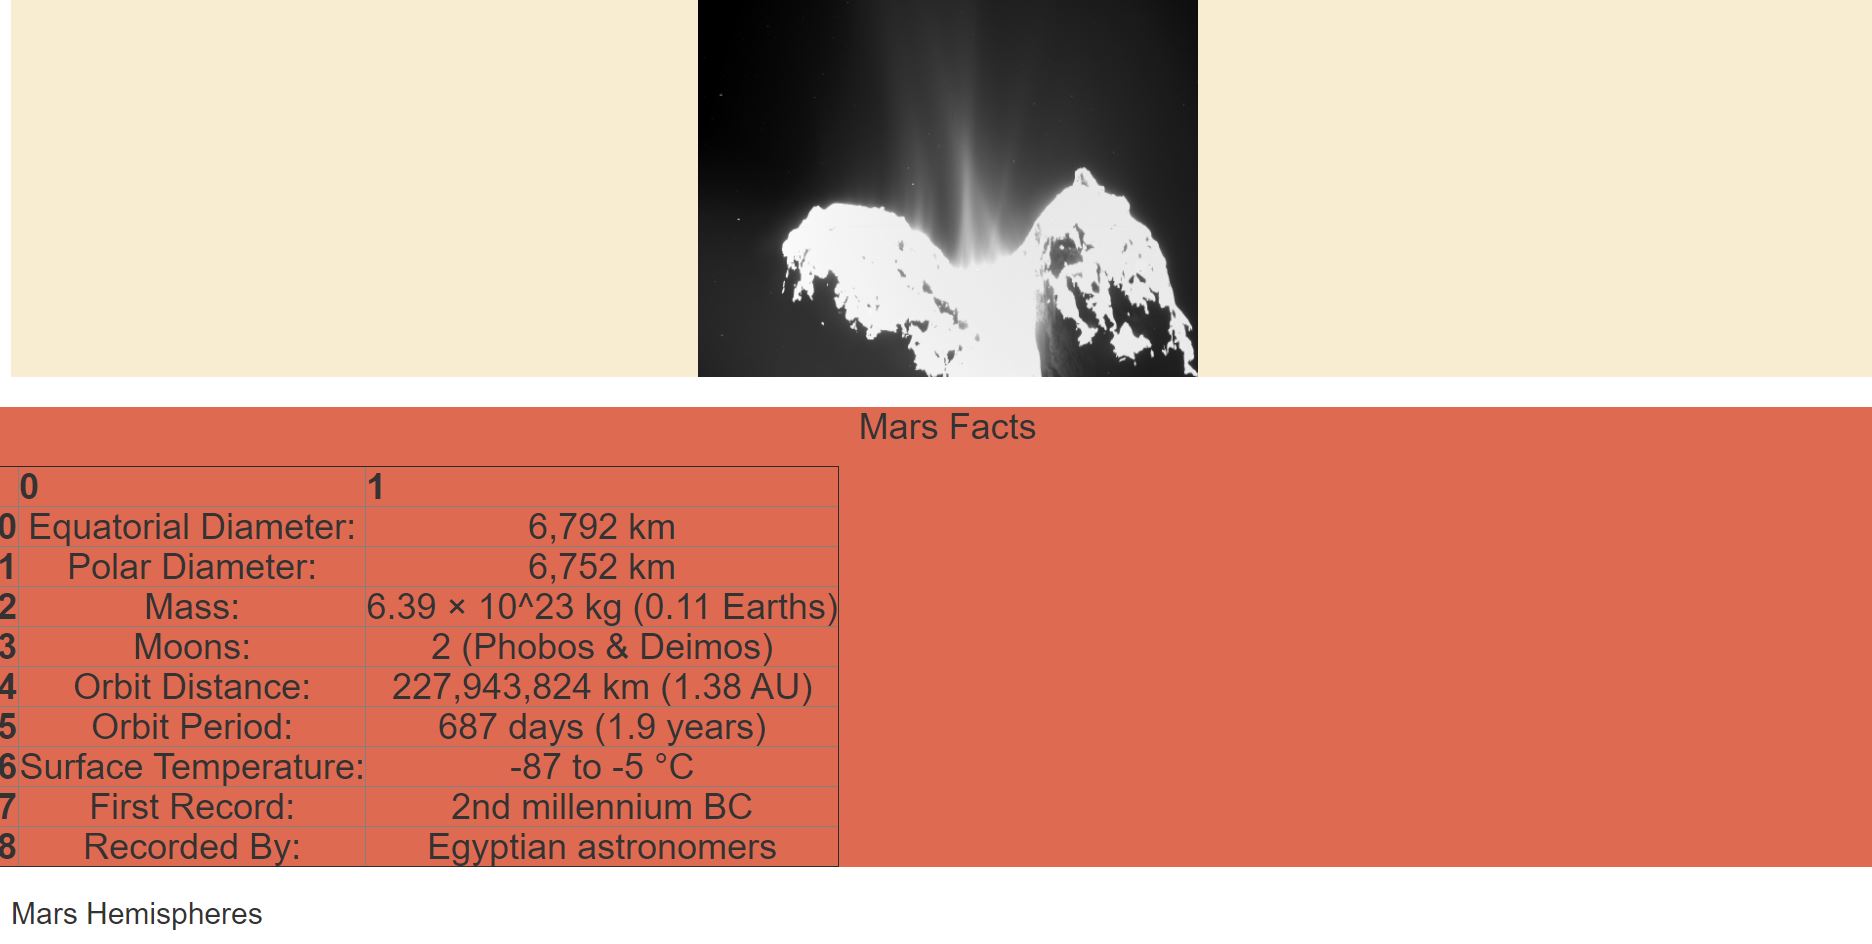 Mars Facts
0 1
0 Equatorial Diameter: 6,792 km
1 Polar Diameter: 6,752 km
2 Mass: 6.39 × 10^23 kg (0.11 Earths)
3 Moons: 2 (Phobos & Deimos)
4 Orbit Distance: 227,943,824 km (1.38 AU)
5 Orbit Period: 687 days (1.9 years)
6 Surface Temperature: -87 to -5 °C
7 First Record: 2nd millennium BC
8 Recorded By: Egyptian astronomers
Mars Hemispheres